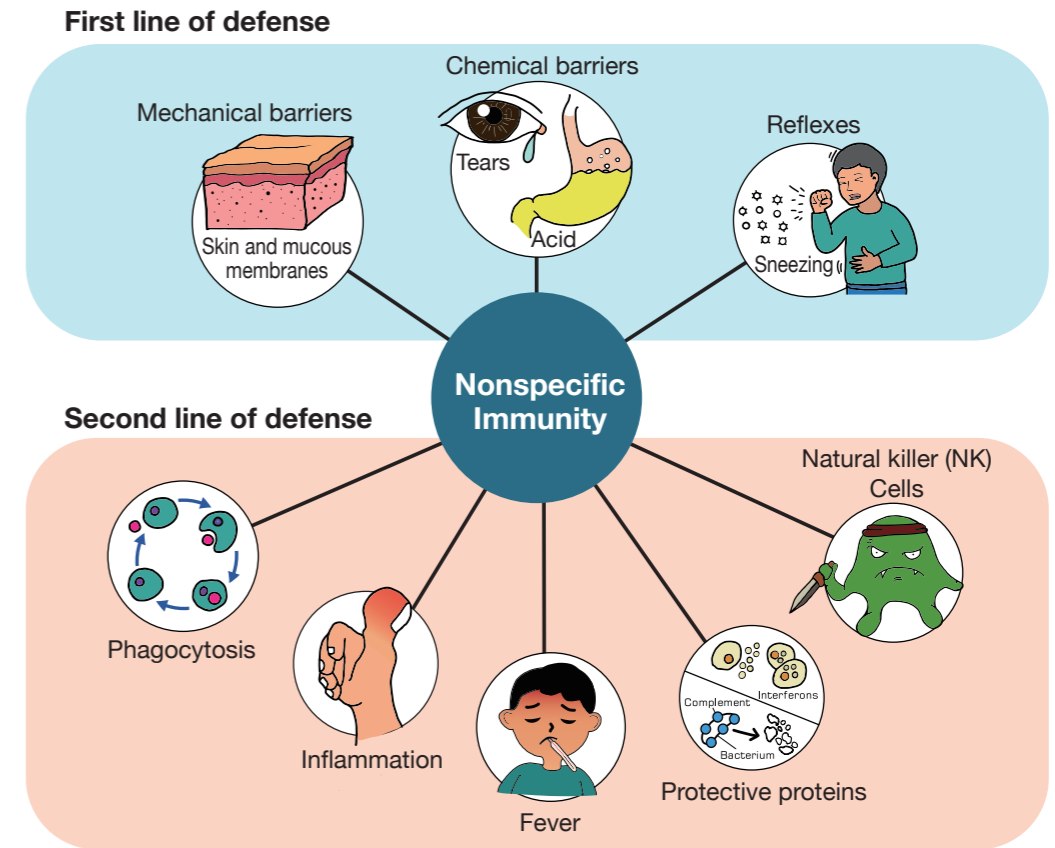 First line of defense
Mechanical barriers
Skin and mucous
membranes
Chemical barriers
Tears
Acid
Reflexes
Sneezing
Nonspecific
Immunity
Second line of defense
Phagocytosis
Inflammation
Fever
Interferons
Complement
Bacterium
Protective proteins
Natural killer (NK)
Cells